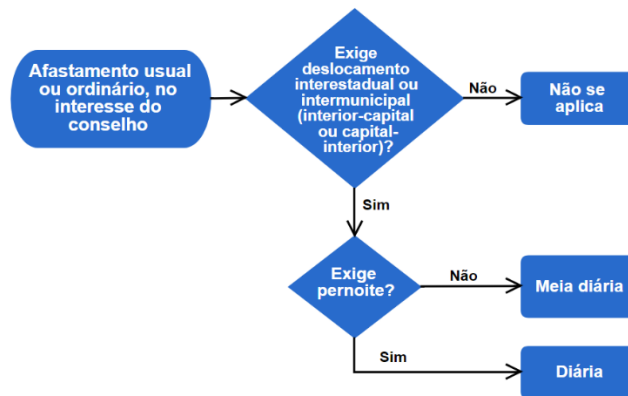 Afastamento usual
ou ordinário, no
interesse do
conselho
Exige
deslocamento
interestadual ou
intermunicipal
(interior-capital
ou capital-
interior)?
Não
Não se
aplica
Sim
Exige
pernoite?
Não
Meia diária
Sim
Diária